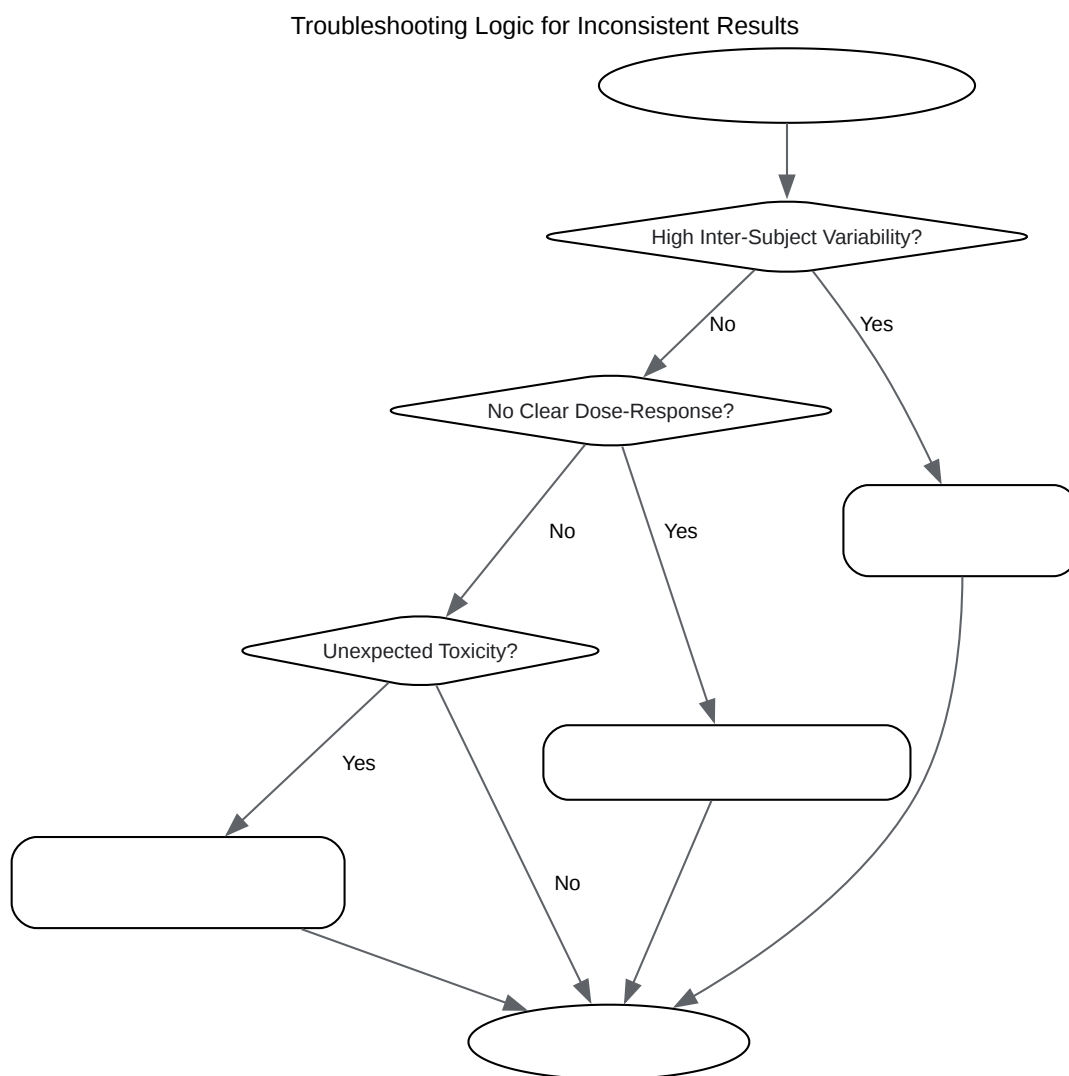 Troubleshooting Logic for Inconsistent Results
High Inter-Subject Variability?
No
Yes
No Clear Dose-Response?
No
Yes
Unexpected Toxicity?
Yes
No